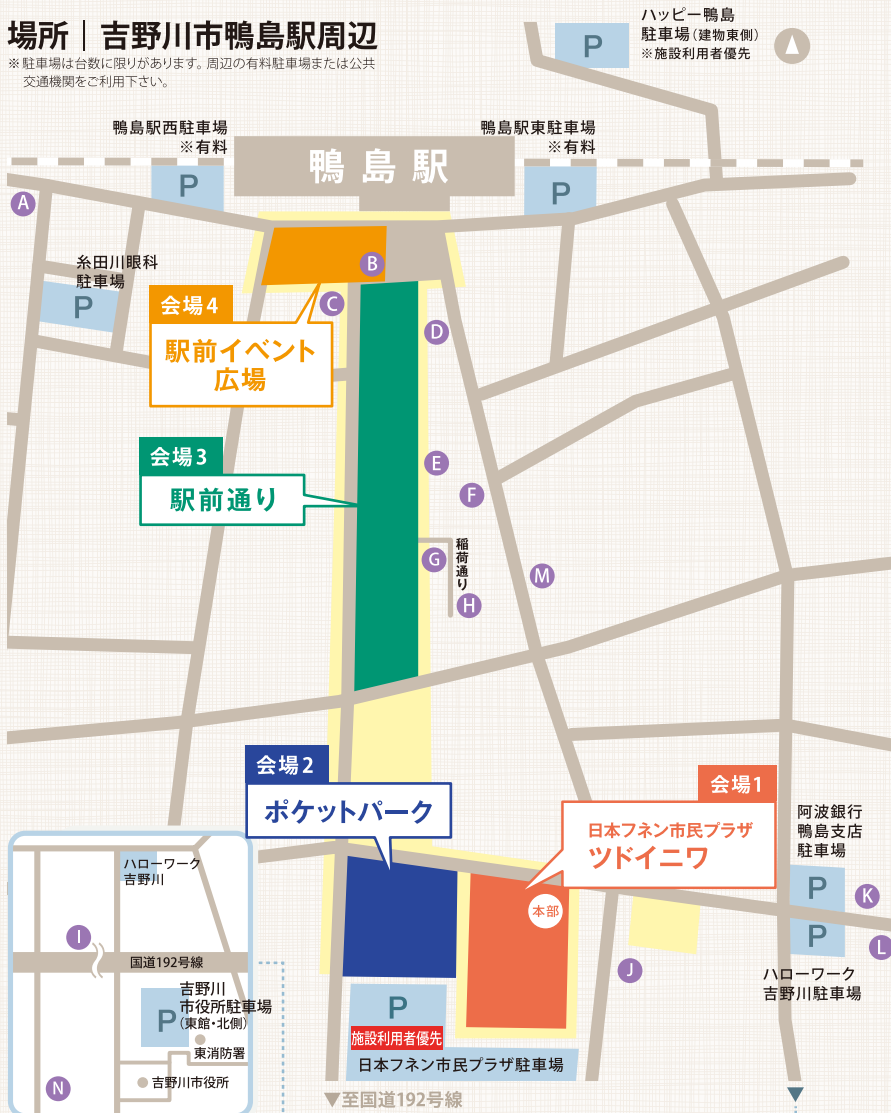 場所｜吉野川市鴨島駅周辺
※駐車場は台数に限りがあります。周辺の有料駐車場または公共
交通機関をご利用下さい。
ハッピー鴨島
駐車場（建物東側）
※施設利用者優先
P
鴨島駅西駐車場
※有料
P
鴨島駅
鴨島駅東駐車場
※有料
P
A
糸田川眼科
駐車場
P
B
C
D
会場4
駅前イベント
広場
会場3
駅前通り
E
F
G
稲荷通り
H
M
会場2
ポケットパーク
会場1
日本フネン市民プラザ
ツドイニワ
本部
阿波銀行
鴨島支店
駐車場
P
K
P
L
ハローワーク
吉野川駐車場
J
P
施設利用者優先
日本フネン市民プラザ駐車場
▼至国道192号線
ハローワーク
吉野川
I
国道192号線
吉野川
市役所駐車場
（東館・北側）
P
東消防署
吉野川市役所
N